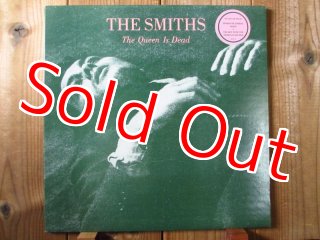 THE SMITHS
The Queen Is Dead
Sold Out